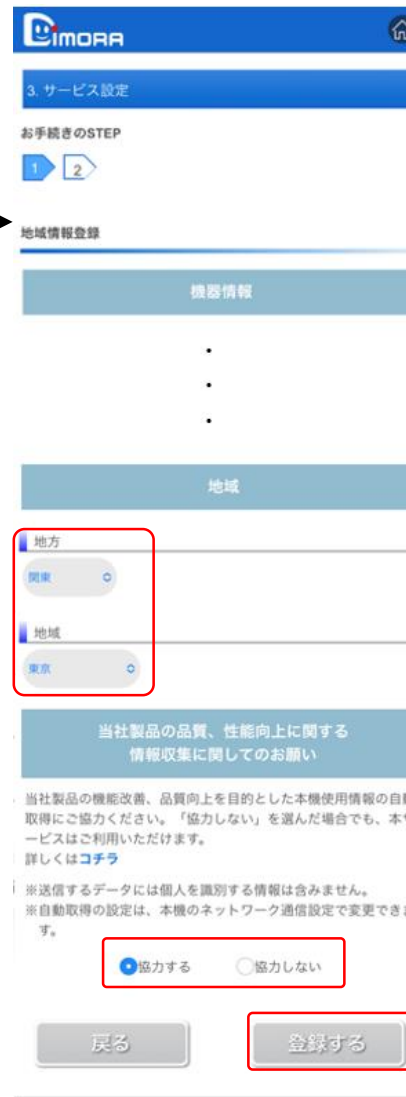 DiMORA
3. サービス設定
お手続きのSTEP
1 2
地域情報登録
機器情報
地域
地方
関東
地域
東京
当社製品の品質、性能向上に関する
情報収集に関してのお願い
当社製品の機能改善、品質向上を目的とした本機使用情報の自動
取得にご協力ください。「協力しない」を選んだ場合でも、本サ
ービスはご利用いただけます。
詳しくはコチラ
※送信するデータには個人を識別する情報は含みません。
※自動取得の設定は、本機のネットワーク通信設定で変更できま
す。
協力する 協力しない
戻る 登録する